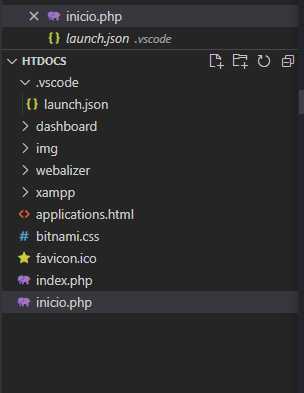 inicio.php
launch.json .vscode
HTDOCS
.vscode
launch.json
dashboard
img
webalizer
xampp
applications.html
bitnami.css
favicon.ico
index.php
inicio.php